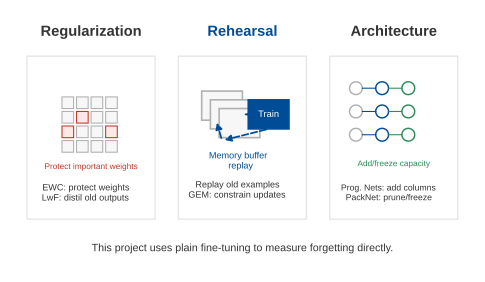 Regularization
Rehearsal
Architecture
Train
Protect important weights
Memory buffer
replay
Add/freeze capacity
EWC: protect weights
LwF: distil old outputs
Replay old examples
GEM: constrain updates
Prog. Nets: add columns
PackNet: prune/freeze
This project uses plain fine-tuning to measure forgetting directly.